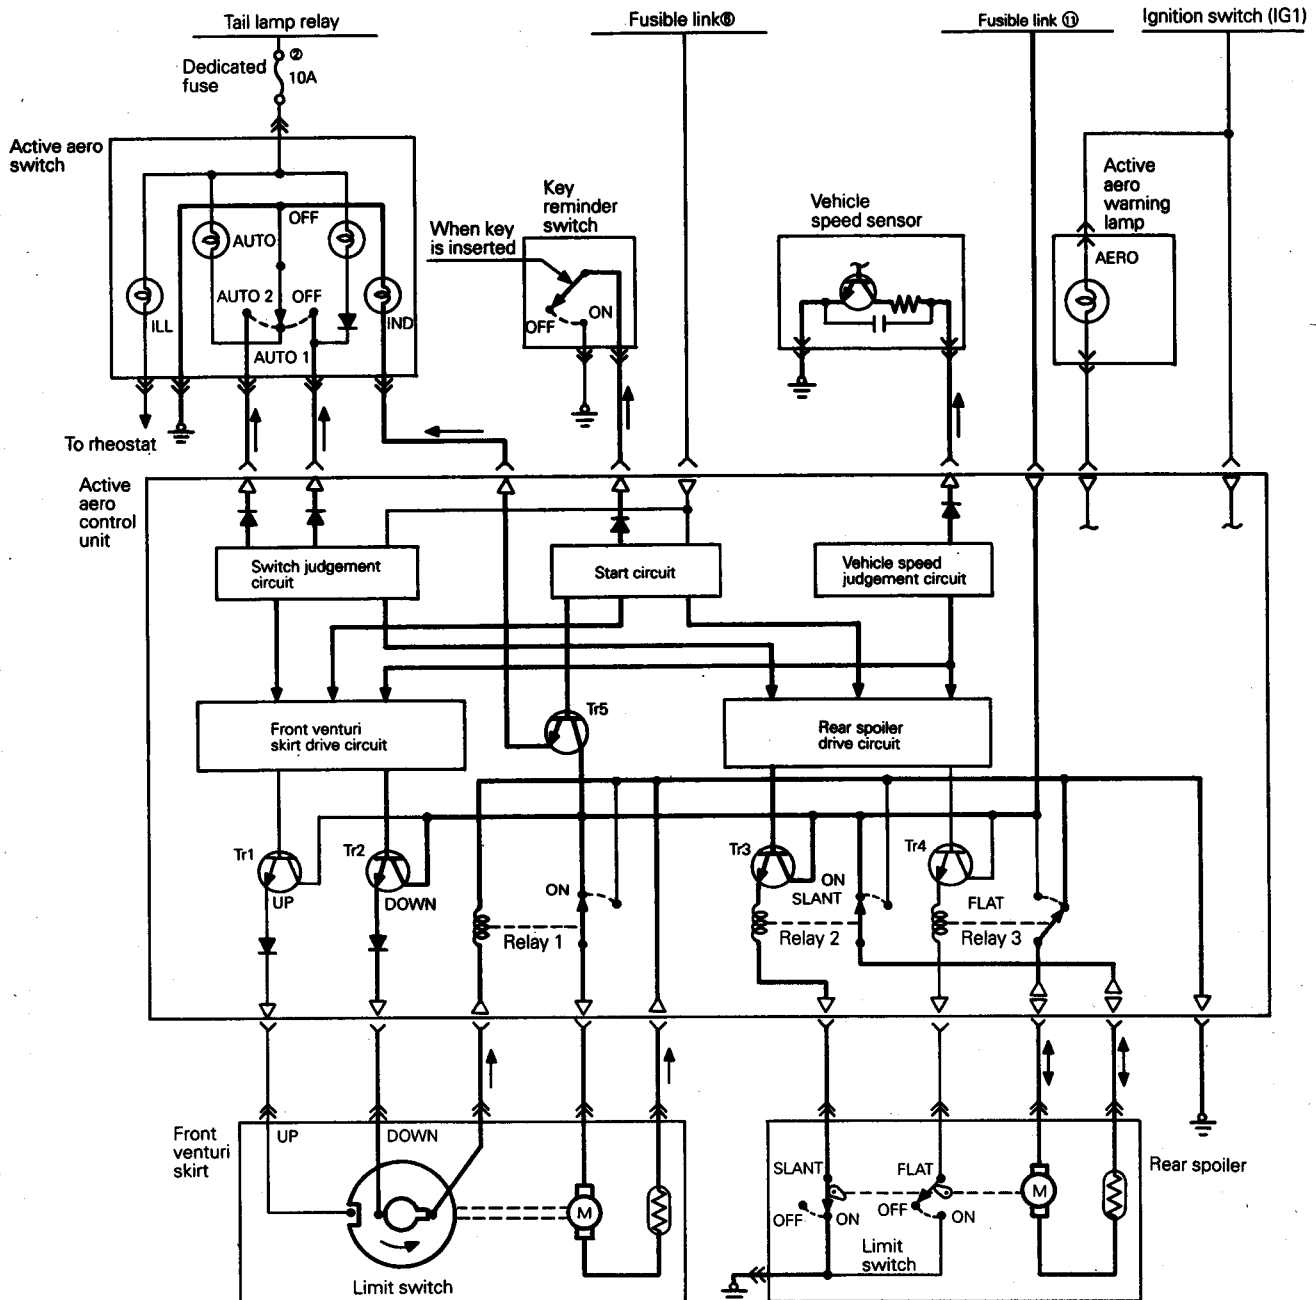 Tail lamp relay
Fusible link⑧
Fusible link ⑪
Ignition switch (IG1)
Dedicated
fuse
②
10A
Active aero
switch
OFF
AUTO
AUTO 2
OFF
ILL
IND
AUTO 1
To rheostat
Key
reminder
switch
When key
is inserted
OFF
ON
Vehicle
speed sensor
Active
aero
warning
lamp
AERO
Active
aero
control
unit
Switch judgement
circuit
Start circuit
Vehicle speed
judgement circuit
Front venturi
skirt drive circuit
Tr5
Rear spoiler
drive circuit
Tr1
UP
Tr2
DOWN
ON
Relay 1
Tr3
ON
SLANT
Relay 2
Tr4
FLAT
Relay 3
Front
venturi
skirt
UP
DOWN
M
Limit switch
SLANT
FLAT
OFF
ON
OFF
ON
M
Limit
switch
Rear spoiler